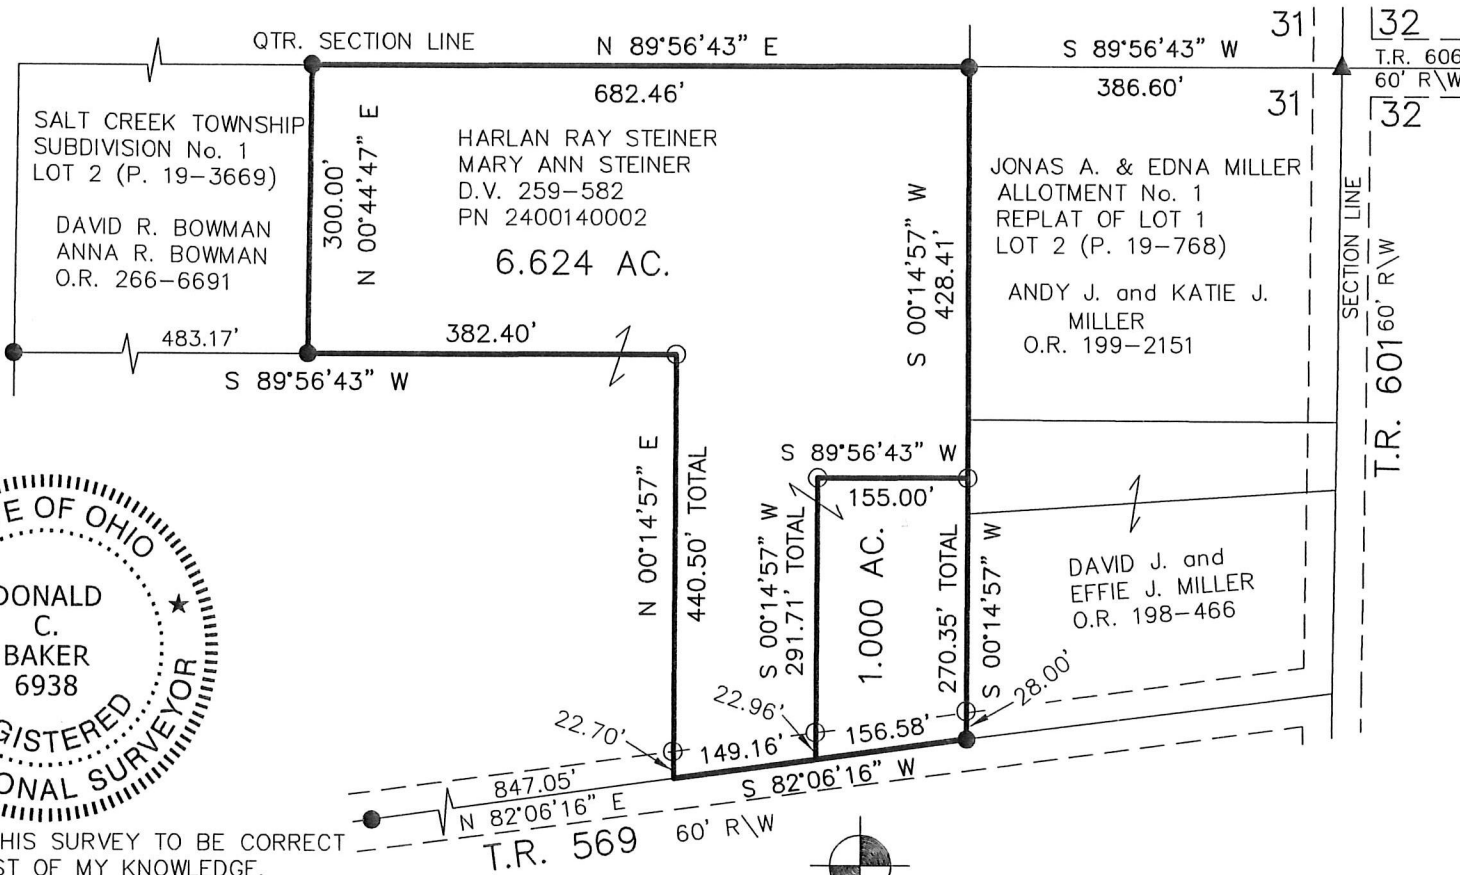 QTR. SECTION LINE
N 89°56'43" E
682.46'
S 89°56'43" W
386.60'
31
32
T.R. 606
60' R\W
31
32
SALT CREEK TOWNSHIP
SUBDIVISION No. 1
LOT 2 (P. 19-3669)
DAVID R. BOWMAN
ANNA R. BOWMAN
O.R. 266-6691
300.00'
N 00°44'47" E
HARLAN RAY STEINER
MARY ANN STEINER
D.V. 259-582
PN 2400140002
6.624 AC.
S 00°14'57" W
428.41'
JONAS A. & EDNA MILLER
ALLOTMENT No. 1
REPLAT OF LOT 1
LOT 2 (P. 19-768)
ANDY J. and KATIE J.
MILLER
O.R. 199-2151
SECTION LINE
T.R. 601
60' R\W
483.17'
382.40'
S 89°56'43" W
N 00°14'57" E
440.50' TOTAL
S 89°56'43" W
155.00'
S 00°14'57" W
291.71' TOTAL
1.000 AC.
270.35' TOTAL
S 00°14'57" W
DAVID J. and
EFFIE J. MILLER
O.R. 198-466
28.00'
22.70'
149.16'
22.96'
156.58'
S 82°06'16" W
847.05'
N 82°06'16" E
T.R. 569
60' R\W
E OF OHIO
DONALD
C.
BAKER
6938
GISTERED
ONAL SURVEYOR
HIS SURVEY TO BE CORRECT
ST OF MY KNOWLEDGE.